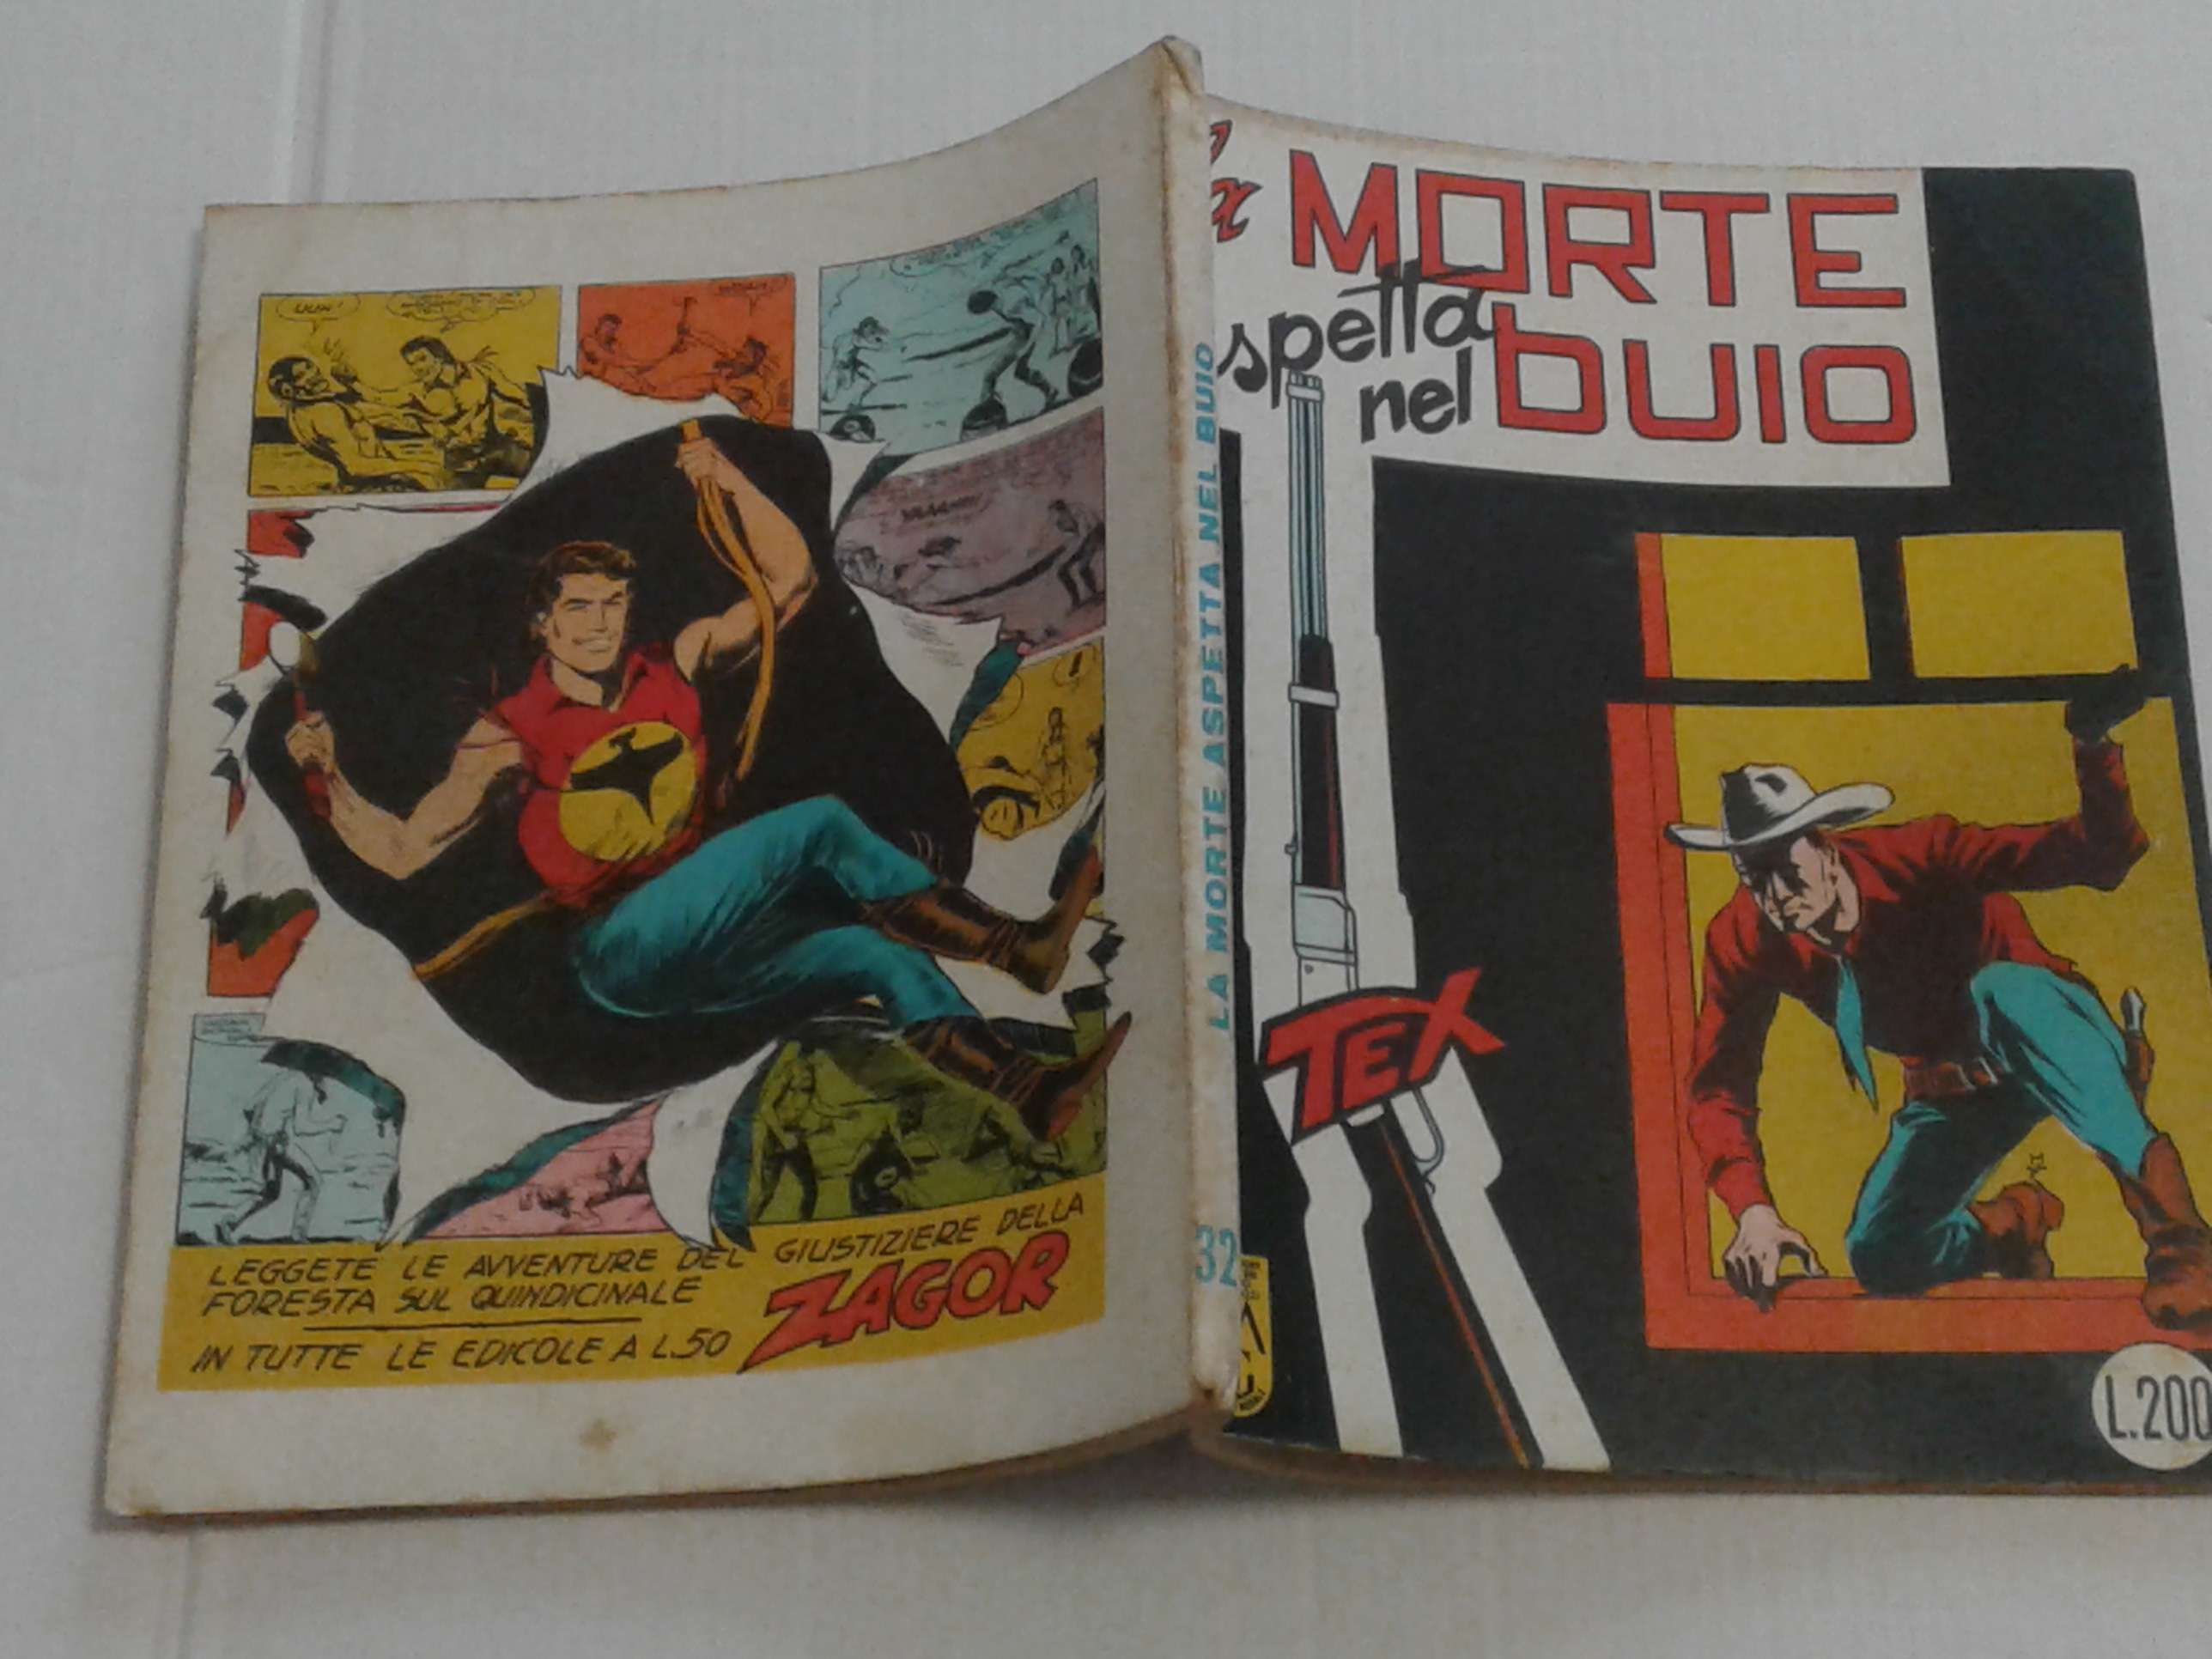 LEGGETE LE AVVENTURE DEL GIUSTIZIERE DELLA
FORESTA SUL QUINDICINALE
ZAGOR
IN TUTTE LE EDICOLE A L.50
LA MORTE ASPETTA NEL BUIO
32
La MORTE
spetta
nel BUIO
TEX
L.200